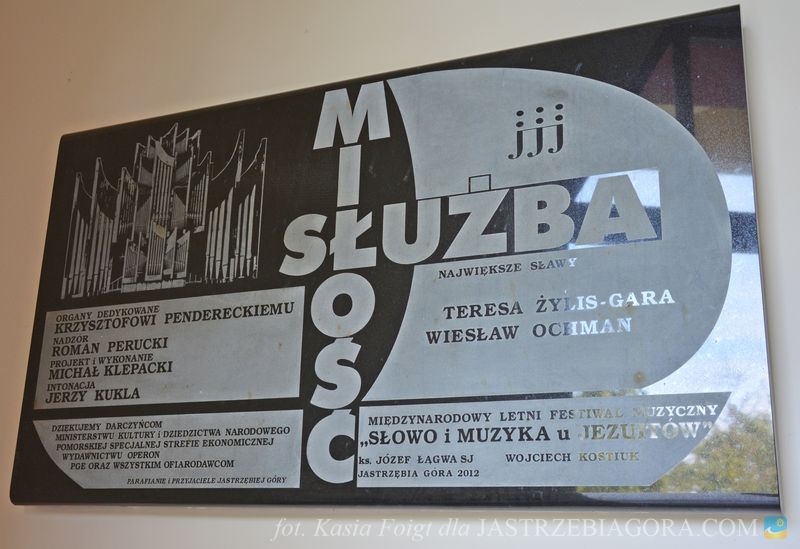 MIŁOŚĆ
SŁUŻBA
jjj
NAJWIĘKSZE SŁAWY
TERESA ŻYLIS-GARA
WIESŁAW OCHMAN
ORGANY DEDYKOWANE
KRZYSZTOFOWI PENDERECKIEMU
NADZÓR
ROMAN PERUCKI
PROJEKT i WYKONANIE
MICHAŁ KLEPACKI
INTONACJA
JERZY KUKLA
DZIĘKUJEMY DARCZYŃCOM
MINISTERSTWU KULTURY i DZIEDZICTWA NARODOWEGO
POMORSKIEJ SPECJALNEJ STREFIE EKONOMICZNEJ
WYDAWNICTWU OPERON
PGE ORAZ WSZYSTKIM OFIARODAWCOM
PARAFIANIE i PRZYJACIELE JASTRZĘBIEJ GÓRY
MIĘDZYNARODOWY LETNI FESTIWAL MUZYCZNY
„SŁOWO i MUZYKA u JEZUITÓW”
ks. JÓZEF ŁĄGWA SJ WOJCIECH KOSTIUK
JASTRZĘBIA GÓRA 2012
fot. Kasia Foigt dla JASTRZEBIAGORA.COM